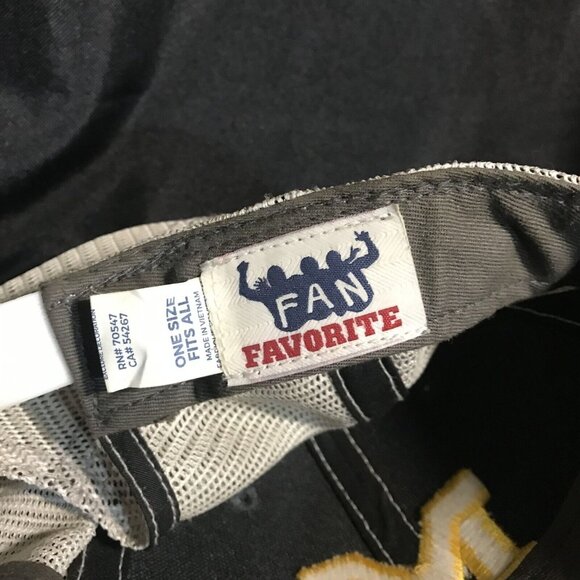 FAN
FAVORITE
ONE SIZE
FITS ALL
MADE IN VIETNAM
RN# 70547
CA# 54267